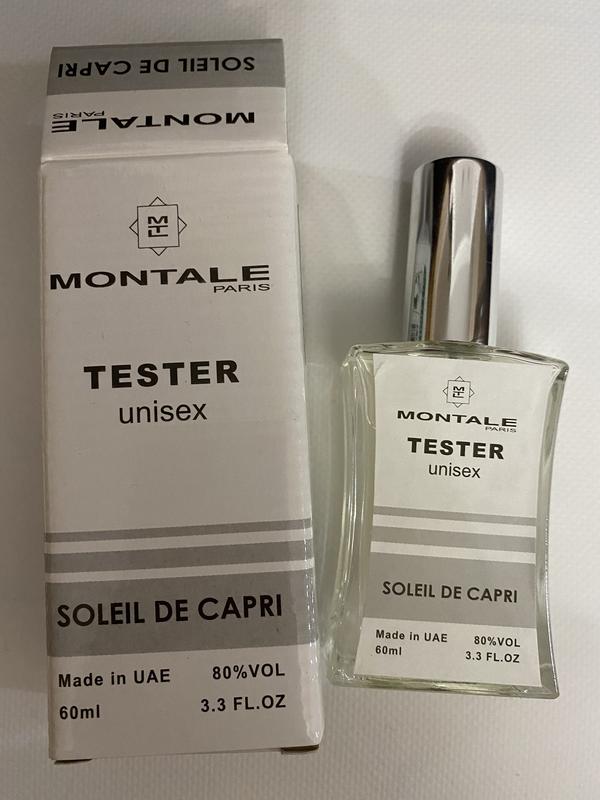 SOLEIL DE CAPRI
MONTALE
PARIS
MTL
MONTALE
PARIS
TESTER
unisex
SOLEIL DE CAPRI
Made in UAE 80%VOL
60ml 3.3 FL.OZ
MTL
MONTALE
PARIS
TESTER
unisex
SOLEIL DE CAPRI
Made in UAE 80%VOL
60ml 3.3 FL.OZ